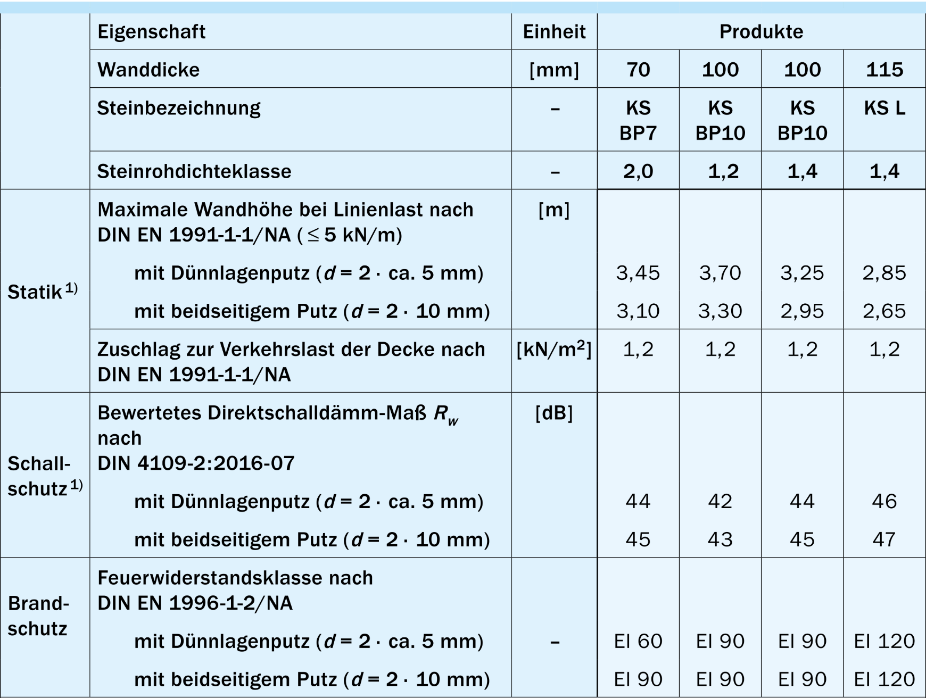 Eigenschaft Einheit Produkte
Wanddicke [mm] 70 100 100 115
Steinbezeichnung – KS KS KS KS L
BP7 BP10 BP10
Steinrohdichteklasse – 2,0 1,2 1,4 1,4
Statik 1)
Maximale Wandhöhe bei Linienlast nach [m]
DIN EN 1991-1-1/NA ( ≤ 5 kN/m)
mit Dünnlagenputz (d = 2 · ca. 5 mm) 3,45 3,70 3,25 2,85
mit beidseitigem Putz (d = 2 · 10 mm) 3,10 3,30 2,95 2,65
Zuschlag zur Verkehrslast der Decke nach [kN/m²] 1,2 1,2 1,2 1,2
DIN EN 1991-1-1/NA
Schall-
schutz 1)
Bewertetes Direktschalldämm-Maß Rw [dB]
nach
DIN 4109-2:2016-07
mit Dünnlagenputz (d = 2 · ca. 5 mm) 44 42 44 46
mit beidseitigem Putz (d = 2 · 10 mm) 45 43 45 47
Brand-
schutz
Feuerwiderstandsklasse nach
DIN EN 1996-1-2/NA
mit Dünnlagenputz (d = 2 · ca. 5 mm) – EI 60 EI 90 EI 90 EI 120
mit beidseitigem Putz (d = 2 · 10 mm) EI 90 EI 90 EI 90 EI 120